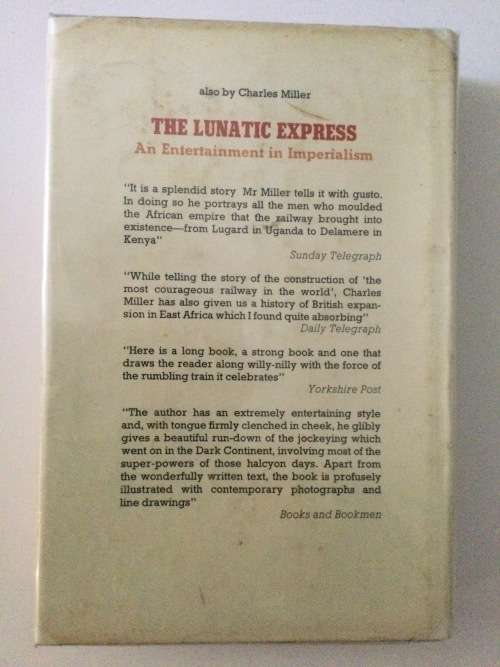 also by Charles Miller
THE LUNATIC EXPRESS
An Entertainment in Imperialism
"It is a splendid story Mr Miller tells it with gusto.
In doing so he portrays all the men who moulded
the African empire that the railway brought into
existence—from Lugard in Uganda to Delamere in
Kenya"
Sunday Telegraph
"While telling the story of the construction of 'the
most courageous railway in the world', Charles
Miller has also given us a history of British expan-
sion in East Africa which I found quite absorbing"
Daily Telegraph
"Here is a long book, a strong book and one that
draws the reader along willy-nilly with the force of
the rumbling train it celebrates"
Yorkshire Post
"The author has an extremely entertaining style
and, with tongue firmly clenched in cheek, he glibly
gives a beautiful run-down of the jockeying which
went on in the Dark Continent, involving most of the
super-powers of those halcyon days. Apart from
the wonderfully written text, the book is profusely
illustrated with contemporary photographs and
line drawings"
Books and Bookmen